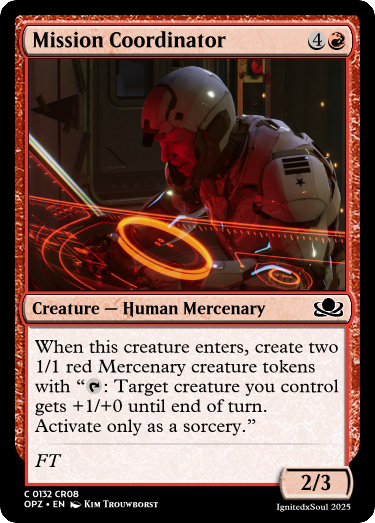 Mission Coordinator 4
Creature — Human Mercenary
When this creature enters, create two
1/1 red Mercenary creature tokens
with “: Target creature you control
gets +1/+0 until end of turn.
Activate only as a sorcery.”
FT
2/3
C 0132 CR08
OPZ • EN Kim Trouwborst
IgnitedxSoul 2025